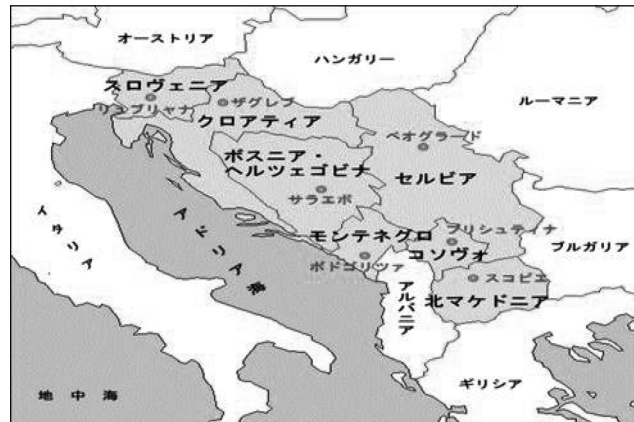 オーストリア
ハンガリー
スロヴェニア
リュブリャナ
ザグレブ
クロアティア
ルーマニア
ベオグラード
ボスニア・
ヘルツェゴビナ
セルビア
サラエボ
イタリア
アドリア海
モンテネグロ
プリシュティナ
コソヴォ
ブルガリア
ポドゴリツァ
スコピエ
北マケドニア
アルバニア
ギリシア
地中海